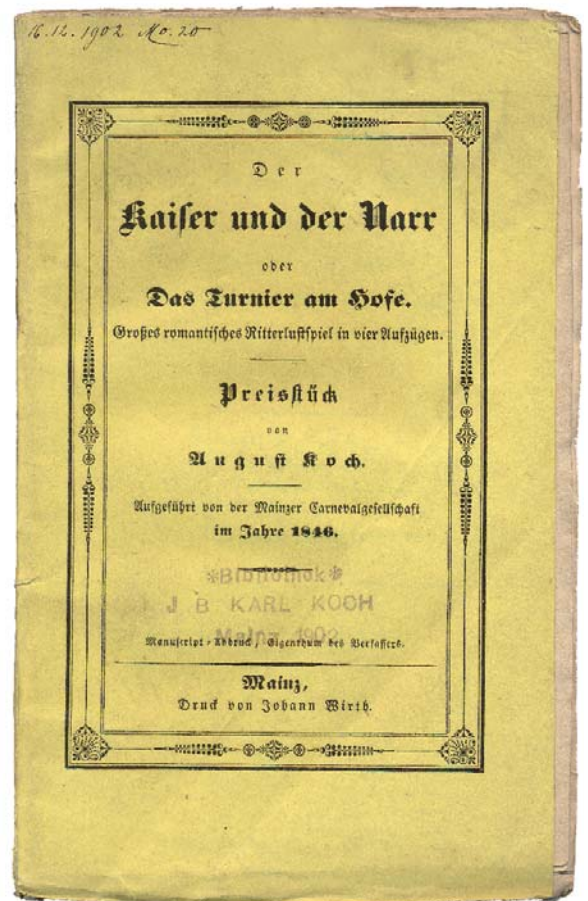 16.12.1902 No. 20
Der
Kaiser und der Narr
oder
Das Turnier am Hofe.
Großes romantisches Ritterlustspiel in vier Aufzügen.
Preisstück
von
August Koch.
Aufgeführt von der Mainzer Carnevalgesellschaft
im Jahre 1846.
*Bibliothek*
J B KARL KOCH
Mainz, 1902
Manuscript-Abdruck, Eigenthum des Verfassers.
Mainz,
Druck von Johann Wirth.